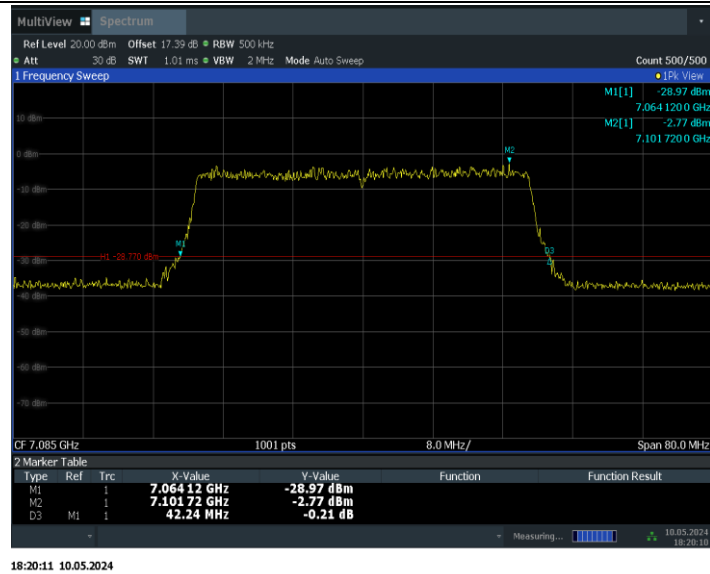 MultiView Spectrum
Ref Level 20.00 dBm Offset 17.39 dB RBW 500 kHz
Att 30 dB SWT 1.01 ms VBW 2 MHz Mode Auto Sweep Count 500/500
1 Frequency Sweep 1Pk View
M1[1] -28.97 dBm
7.064 120 0 GHz
M2[1] -2.77 dBm
7.101 720 0 GHz
10 dBm
0 dBm
M2
-10 dBm
-20 dBm
M1
D3
H1 -28.770 dBm
-30 dBm
-40 dBm
-50 dBm
-60 dBm
-70 dBm
CF 7.085 GHz 1001 pts 8.0 MHz/ Span 80.0 MHz
2 Marker Table
Type Ref Trc X-Value Y-Value Function Function Result
M1 1 7.064 12 GHz -28.97 dBm
M2 1 7.101 72 GHz -2.77 dBm
D3 M1 1 42.24 MHz -0.21 dB
Measuring... 10.05.2024
18:20:10
18:20:11 10.05.2024